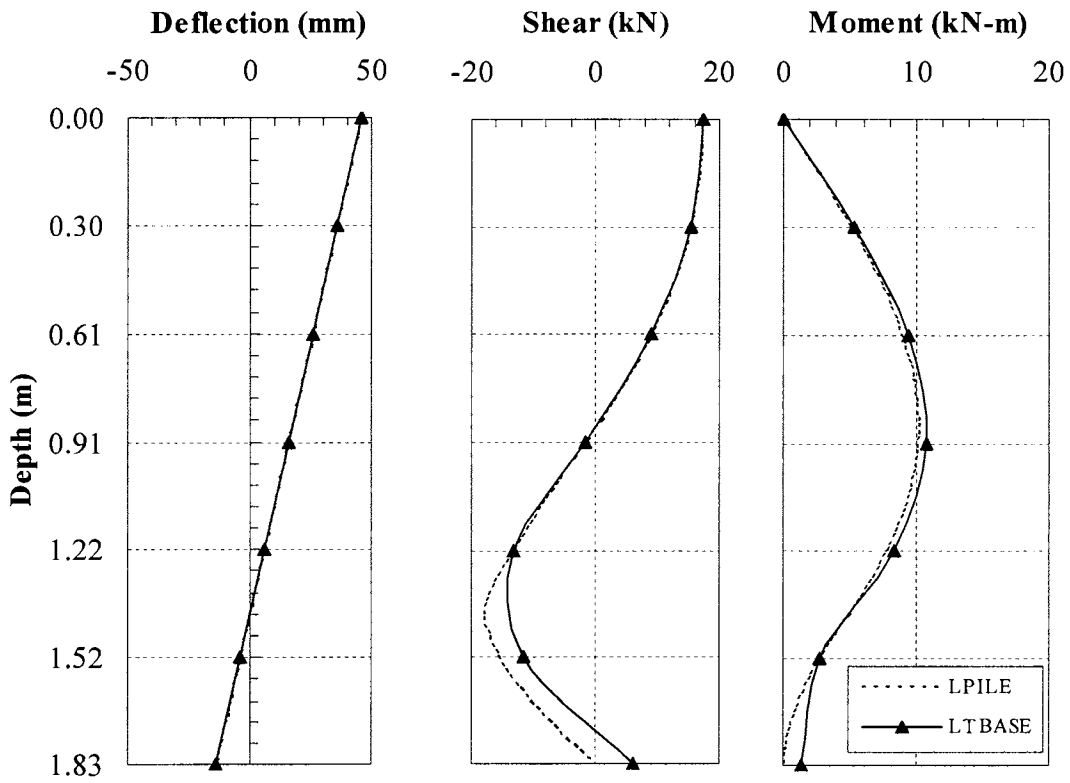 Deflection (mm) Shear (kN) Moment (kN-m)
-50 0 50 -20 0 20 0 10 20
0.00
0.30
0.61
0.91
1.22
1.52
1.83
Depth (m)
LPILE
LTBASE